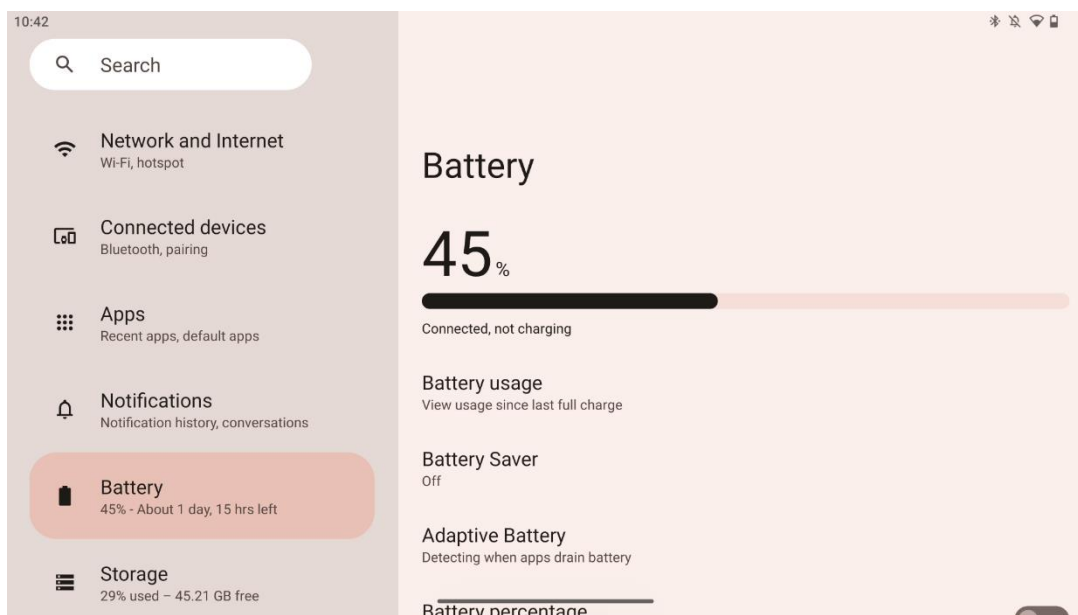 10:42
Search
Network and Internet
Wi-Fi, hotspot
Connected devices
Bluetooth, pairing
Apps
Recent apps, default apps
Notifications
Notification history, conversations
Battery
45% - About 1 day, 15 hrs left
Storage
29% used – 45.21 GB free
Battery
45%
Connected, not charging
Battery usage
View usage since last full charge
Battery Saver
Off
Adaptive Battery
Detecting when apps drain battery
Battery percentage